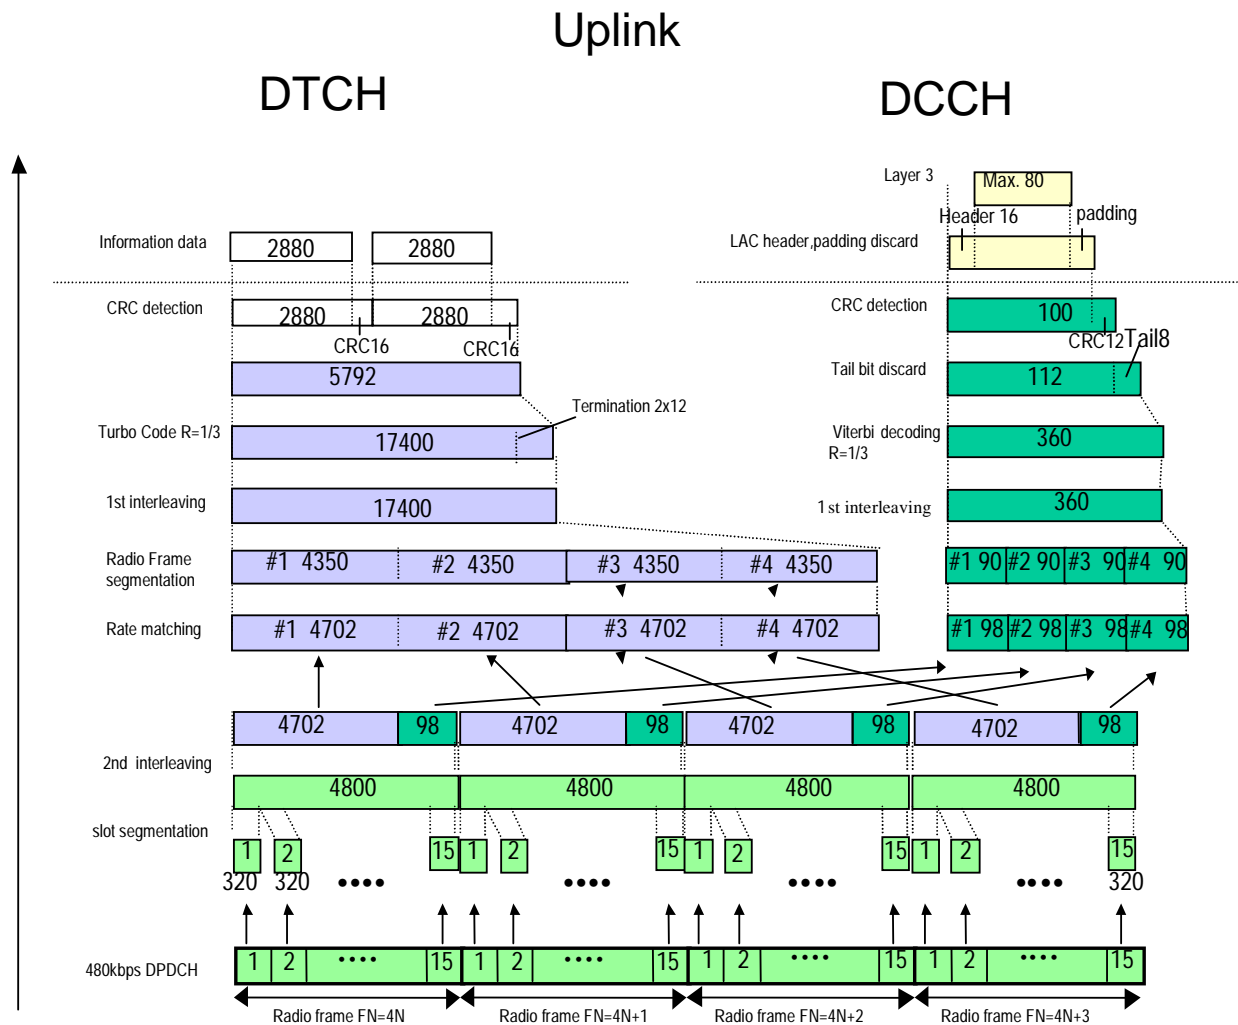 Uplink
DTCH
DCCH
Layer 3
Max. 80
Header 16
padding
Information data
2880
2880
LAC header,padding discard
CRC detection
2880
2880
CRC16
CRC16
CRC detection
100
CRC12
Tail8
5792
Tail bit discard
112
Termination 2x12
Turbo Code R=1/3
17400
Viterbi decoding
R=1/3
360
1st interleaving
17400
1st interleaving
360
Radio Frame
segmentation
#1 4350
#2 4350
#3 4350
#4 4350
#1 90
#2 90
#3 90
#4 90
Rate matching
#1 4702
#2 4702
#3 4702
#4 4702
#1 98
#2 98
#3 98
#4 98
4702
98
4702
98
4702
98
4702
98
2nd interleaving
4800
4800
4800
4800
slot segmentation
1
2
15
1
2
15
1
2
15
1
2
15
320
320
••••
••••
••••
••••
320
480kbps DPDCH
1
2
••••
15
1
2
••••
15
1
2
••••
15
1
2
••••
15
Radio frame FN=4N
Radio frame FN=4N+1
Radio frame FN=4N+2
Radio frame FN=4N+3